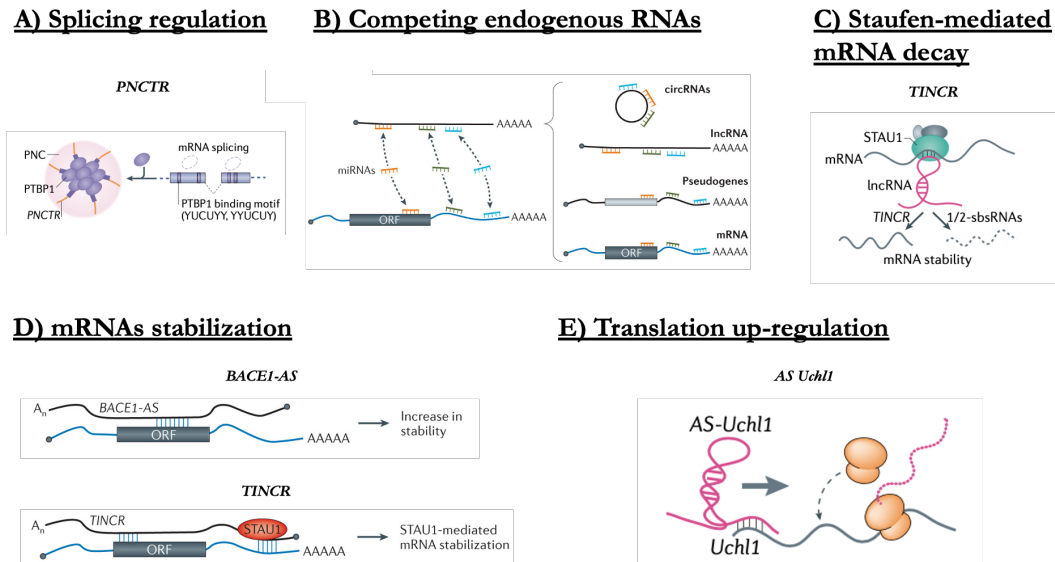 A) Splicing regulation
PNCTR
PNC
PTBP1
PNCTR
mRNA splicing
PTBP1 binding motif
(YUCUYY, YYUCUY)
B) Competing endogenous RNAs
AAAAA
miRNAs
ORF
AAAAA
circRNAs
lncRNA
AAAAA
Pseudogenes
AAAAA
mRNA
ORF
AAAAA
C) Staufen-mediated
mRNA decay
TINCR
STAU1
mRNA
lncRNA
TINCR
1/2-sbsRNAs
mRNA stability
D) mRNAs stabilization
BACE1-AS
An
BACE1-AS
ORF
AAAAA
Increase in
stability
TINCR
An
TINCR
STAU1
ORF
AAAAA
STAU1-mediated
mRNA stabilization
E) Translation up-regulation
AS Uchl1
AS-Uchl1
Uchl1